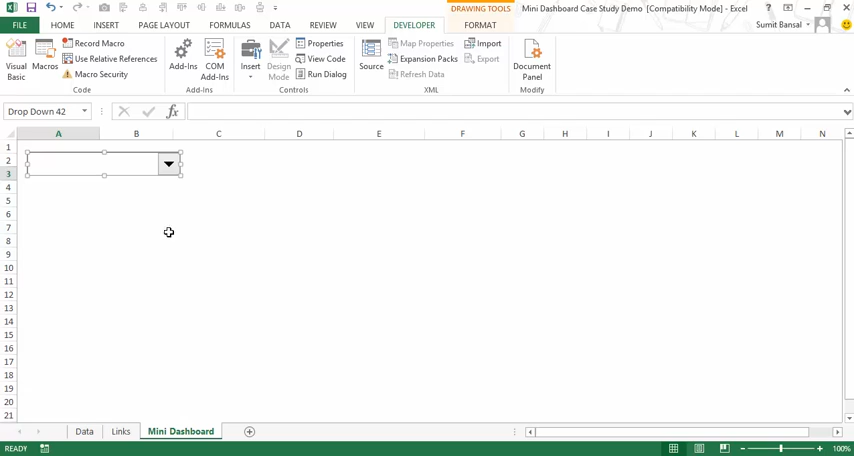 DRAWING TOOLS
Mini Dashboard Case Study Demo [Compatibility Mode] - Excel
FILE HOME INSERT PAGE LAYOUT FORMULAS DATA REVIEW VIEW DEVELOPER FORMAT
Sumit Bansal
Visual Basic
Macros
Record Macro
Use Relative References
Macro Security
Code
Add-Ins
COM Add-Ins
Add-Ins
Insert
Design Mode
Properties
View Code
Run Dialog
Controls
Source
Map Properties
Expansion Packs
Refresh Data
Import
Export
XML
Document Panel
Modify
Drop Down 42
fx
A B C D E F G H I J K L M N
1
2
3
4
5
6
7
8
9
10
11
12
13
14
15
16
17
18
19
20
21
Data Links Mini Dashboard
READY
100%